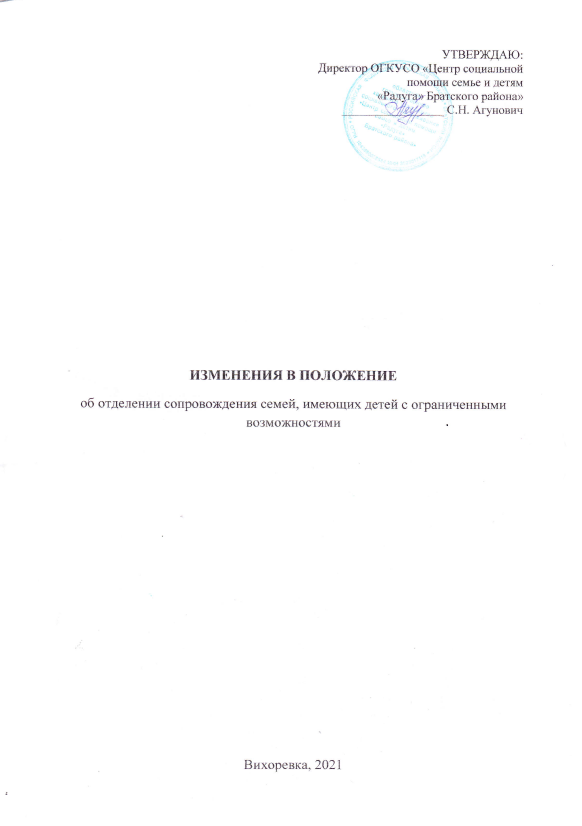 УТВЕРЖДАЮ:
Директор ОГКУСО «Центр социальной
помощи семье и детям
«Радуга» Братского района»
С.Н. Агунович
ИЗМЕНЕНИЯ В ПОЛОЖЕНИЕ
об отделении сопровождения семей, имеющих детей с ограниченными
возможностями
Вихоревка, 2021